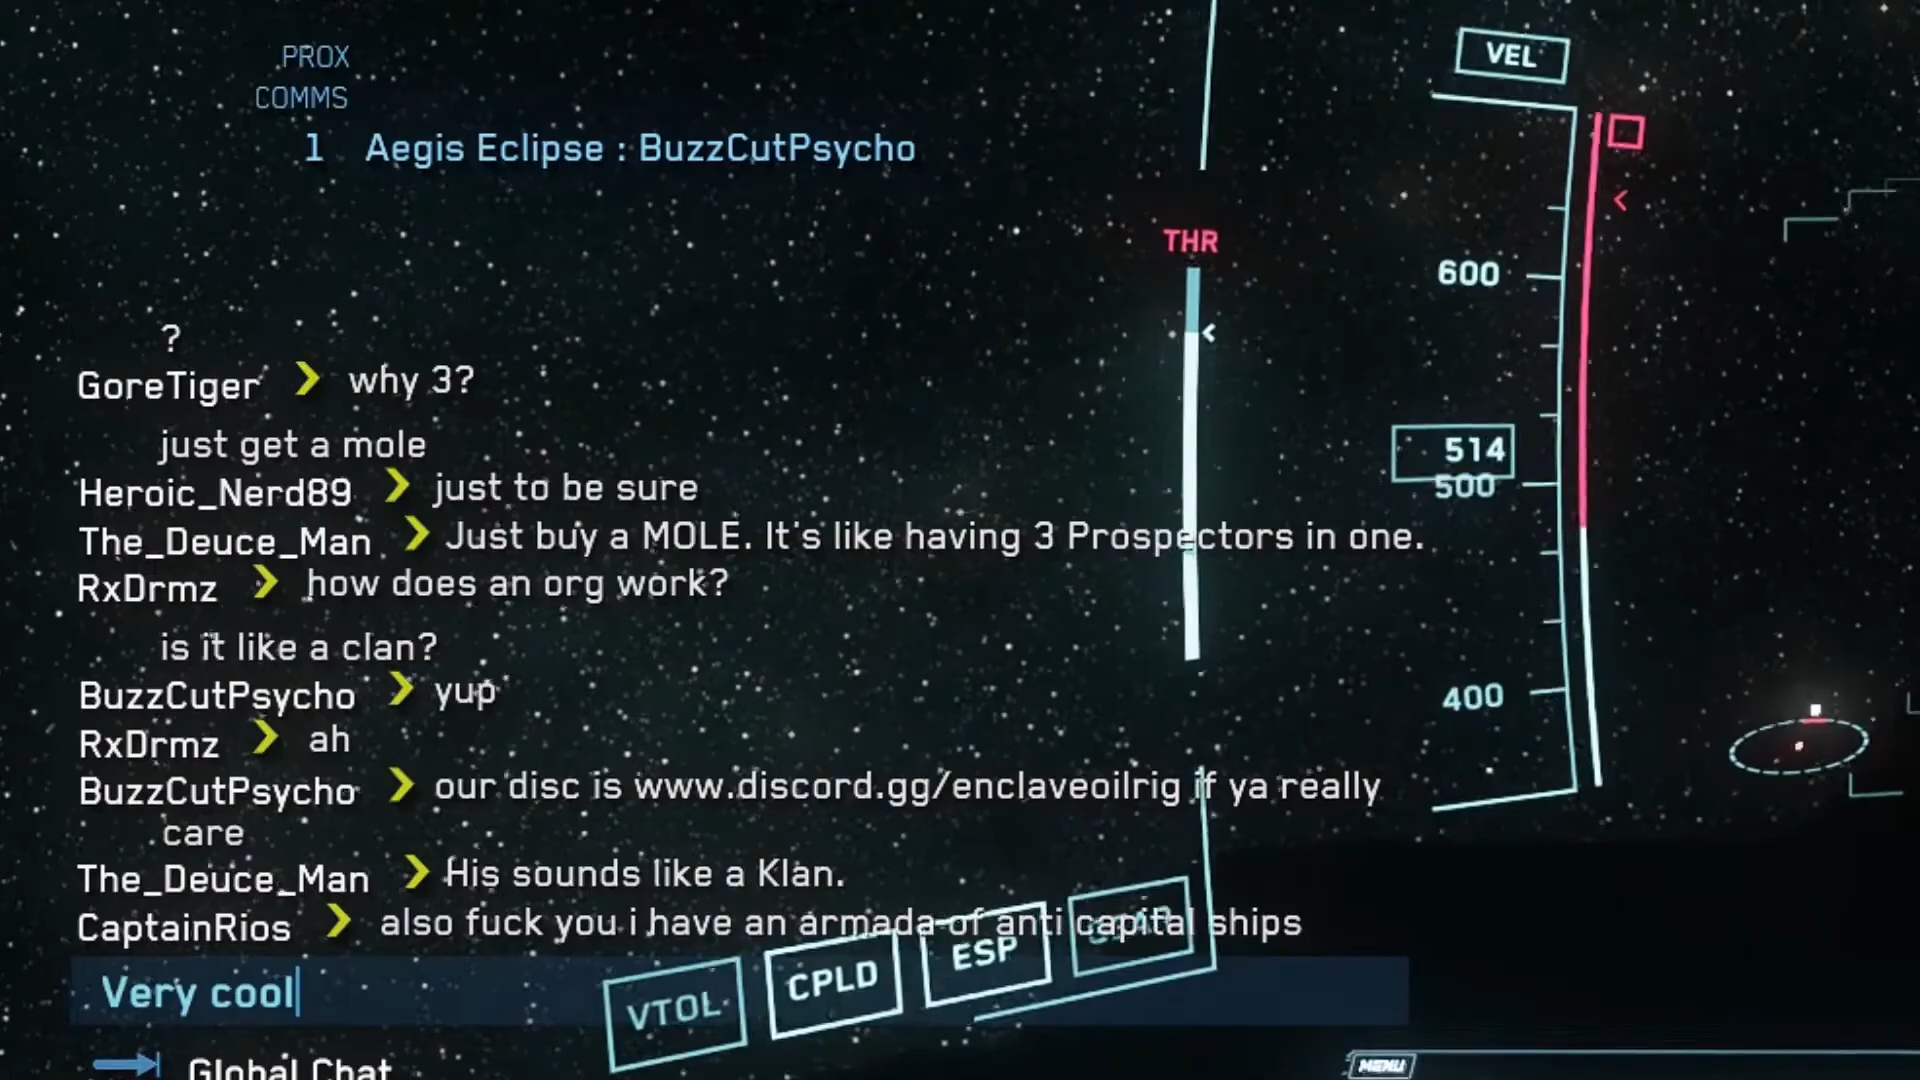 PROX
COMMS
1 Aegis Eclipse : BuzzCutPsycho
VEL
THR
600
514
500
400
?
GoreTiger > why 3?
just get a mole
Heroic_Nerd89 > just to be sure
The_Deuce_Man > Just buy a MOLE. It's like having 3 Prospectors in one.
RxDrmz > how does an org work?
is it like a clan?
BuzzCutPsycho > yup
RxDrmz > ah
BuzzCutPsycho > our disc is www.discord.gg/enclaveoilrig if ya really
care
The_Deuce_Man > His sounds like a Klan.
CaptainRios > also fuck you i have an armada of anti capital ships
Very cool
VTOL CPLD ESP
Global Chat
MENU